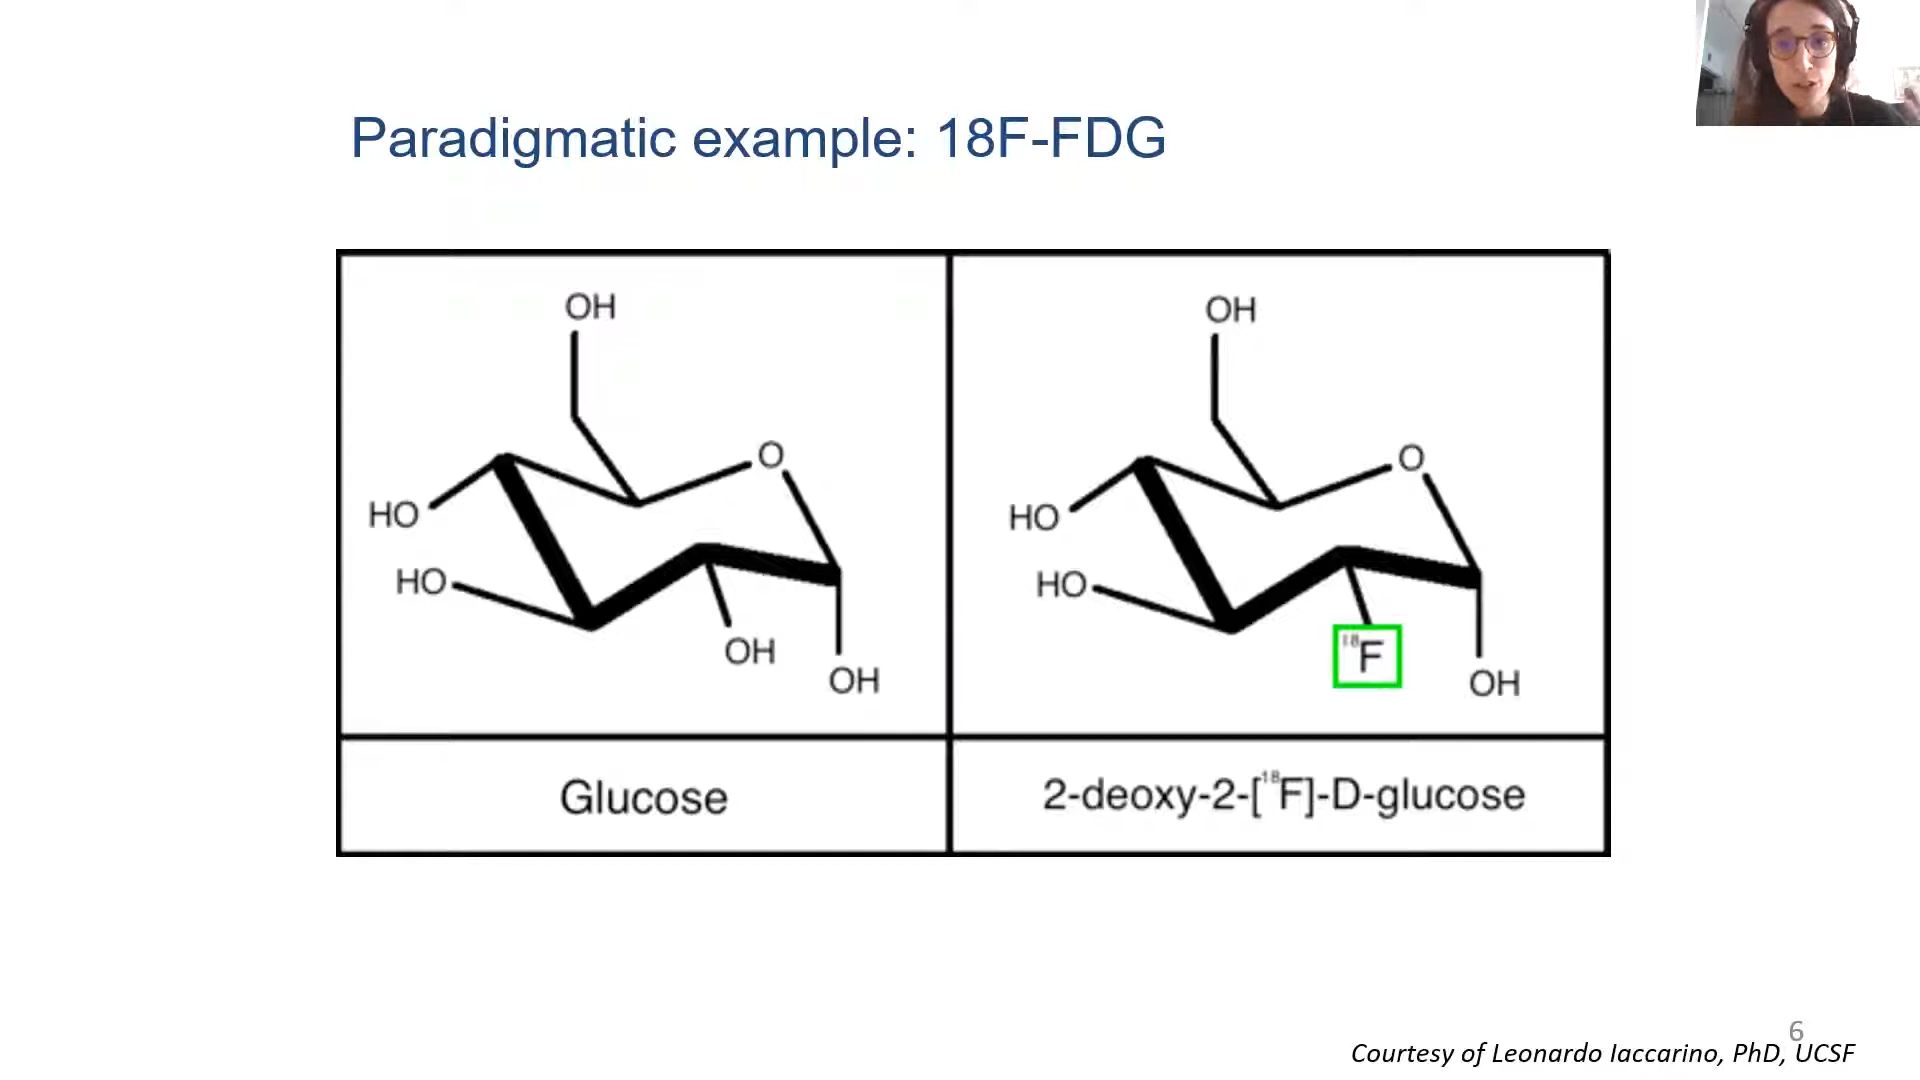 Paradigmatic example: 18F-FDG
OH
O
HO
HO
OH
OH
OH
O
HO
HO
18F
OH
Glucose
2-deoxy-2-[18F]-D-glucose
6
Courtesy of Leonardo Iaccarino, PhD, UCSF